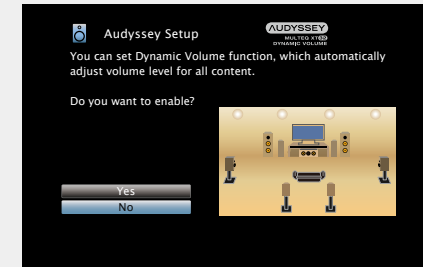 Audyssey Setup
AUDYSSEY
MULTEQ XT32
DYNAMIC VOLUME
You can set Dynamic Volume function, which automatically
adjust volume level for all content.
Do you want to enable?
Yes
No